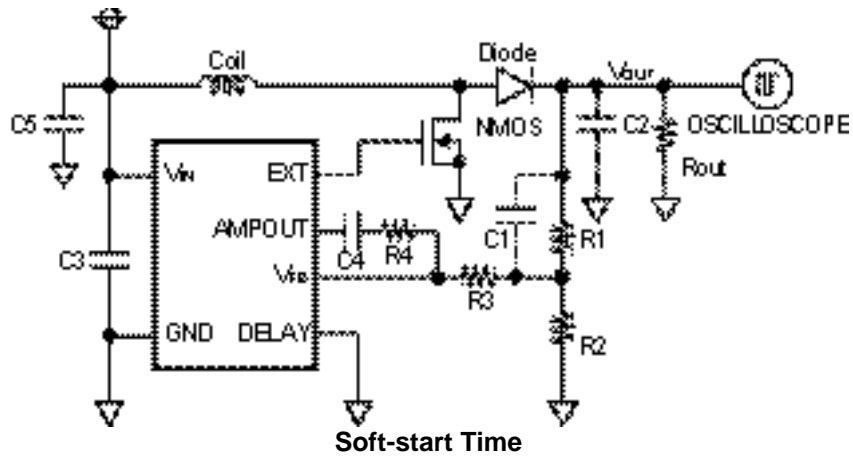 Coil
Diode
VOUT
C5
NMOS
C2
OSCILLOSCOPE
Rout
VIN
EXT
AMPOUT
C4
R4
C1
R1
C3
VFB
R3
GND
DELAY
R2
Soft-start Time